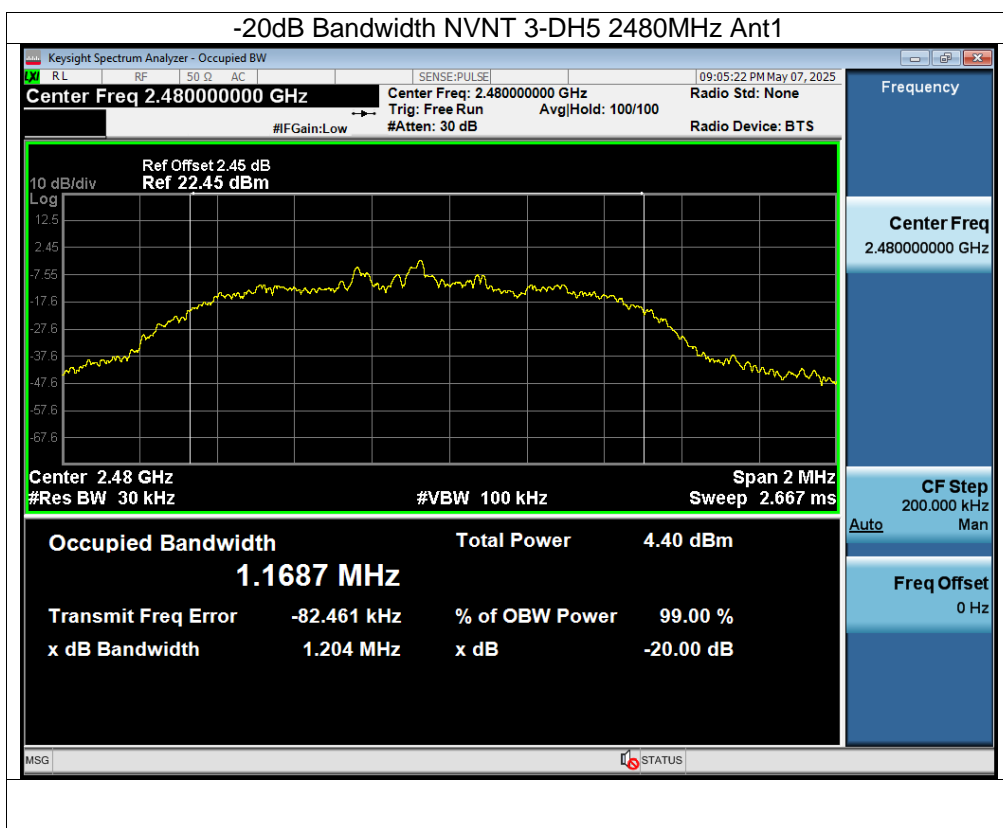 -20dB Bandwidth NVNT 3-DH5 2480MHz Ant1
Keysight Spectrum Analyzer - Occupied BW
LXI RL RF 50 Ω AC SENSE:PULSE 09:05:22 PM May 07, 2025
Center Freq 2.480000000 GHz Center Freq: 2.480000000 GHz Radio Std: None
Trig: Free Run Avg|Hold: 100/100
#IFGain:Low #Atten: 30 dB Radio Device: BTS
Frequency
Ref Offset 2.45 dB
10 dB/div Ref 22.45 dBm
Log
12.5
2.45
-7.55
-17.6
-27.6
-37.6
-47.6
-57.6
-67.6
Center 2.48 GHz Span 2 MHz
#Res BW 30 kHz #VBW 100 kHz Sweep 2.667 ms
Center Freq
2.480000000 GHz
CF Step
200.000 kHz
Auto Man
Freq Offset
0 Hz
Occupied Bandwidth Total Power 4.40 dBm
1.1687 MHz
Transmit Freq Error -82.461 kHz % of OBW Power 99.00 %
x dB Bandwidth 1.204 MHz x dB -20.00 dB
MSG STATUS